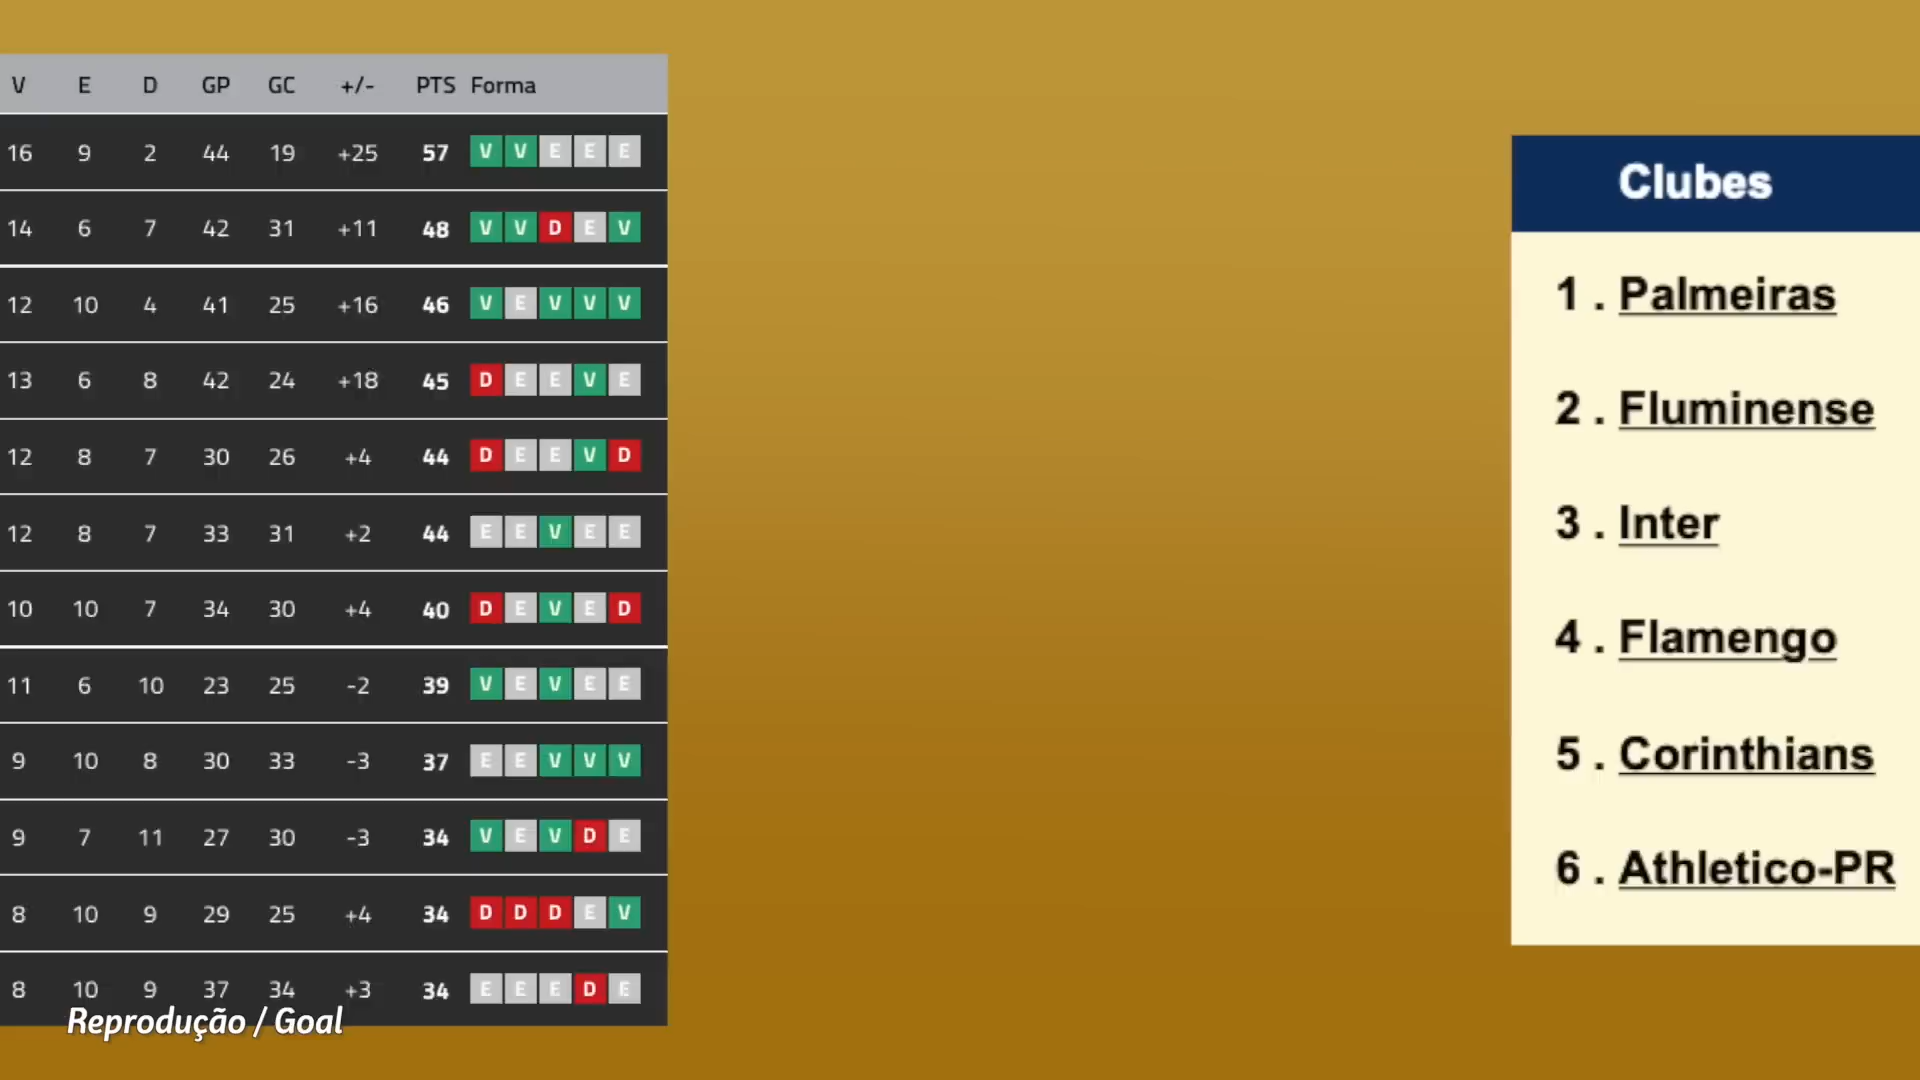 V E D GP GC +/- PTS Forma
16 9 2 44 19 +25 57 V V E E E
14 6 7 42 31 +11 48 V V D E V
12 10 4 41 25 +16 46 V E V V V
13 6 8 42 24 +18 45 D E E V E
12 8 7 30 26 +4 44 D E E V D
12 8 7 33 31 +2 44 E E V E E
10 10 7 34 30 +4 40 D E V E D
11 6 10 23 25 -2 39 V E V E E
9 10 8 30 33 -3 37 E E V V V
9 7 11 27 30 -3 34 V E V D E
8 10 9 29 25 +4 34 D D D E V
8 10 9 37 34 +3 34 E E E D E
Reprodução / Goal
Clubes
1 . Palmeiras
2 . Fluminense
3 . Inter
4 . Flamengo
5 . Corinthians
6 . Athletico-PR